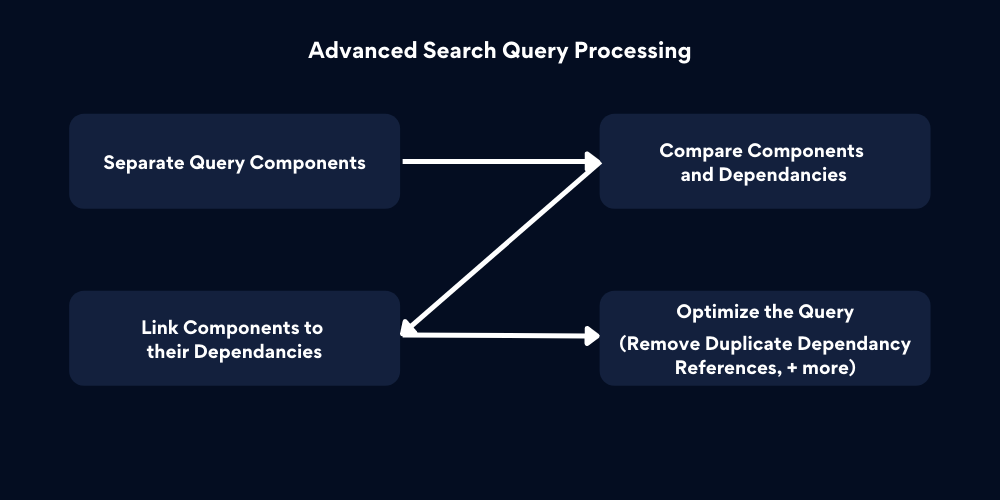 Advanced Search Query Processing
Separate Query Components
Compare Components
and Dependancies
Link Components to
their Dependancies
Optimize the Query
(Remove Duplicate Dependancy
References, + more)